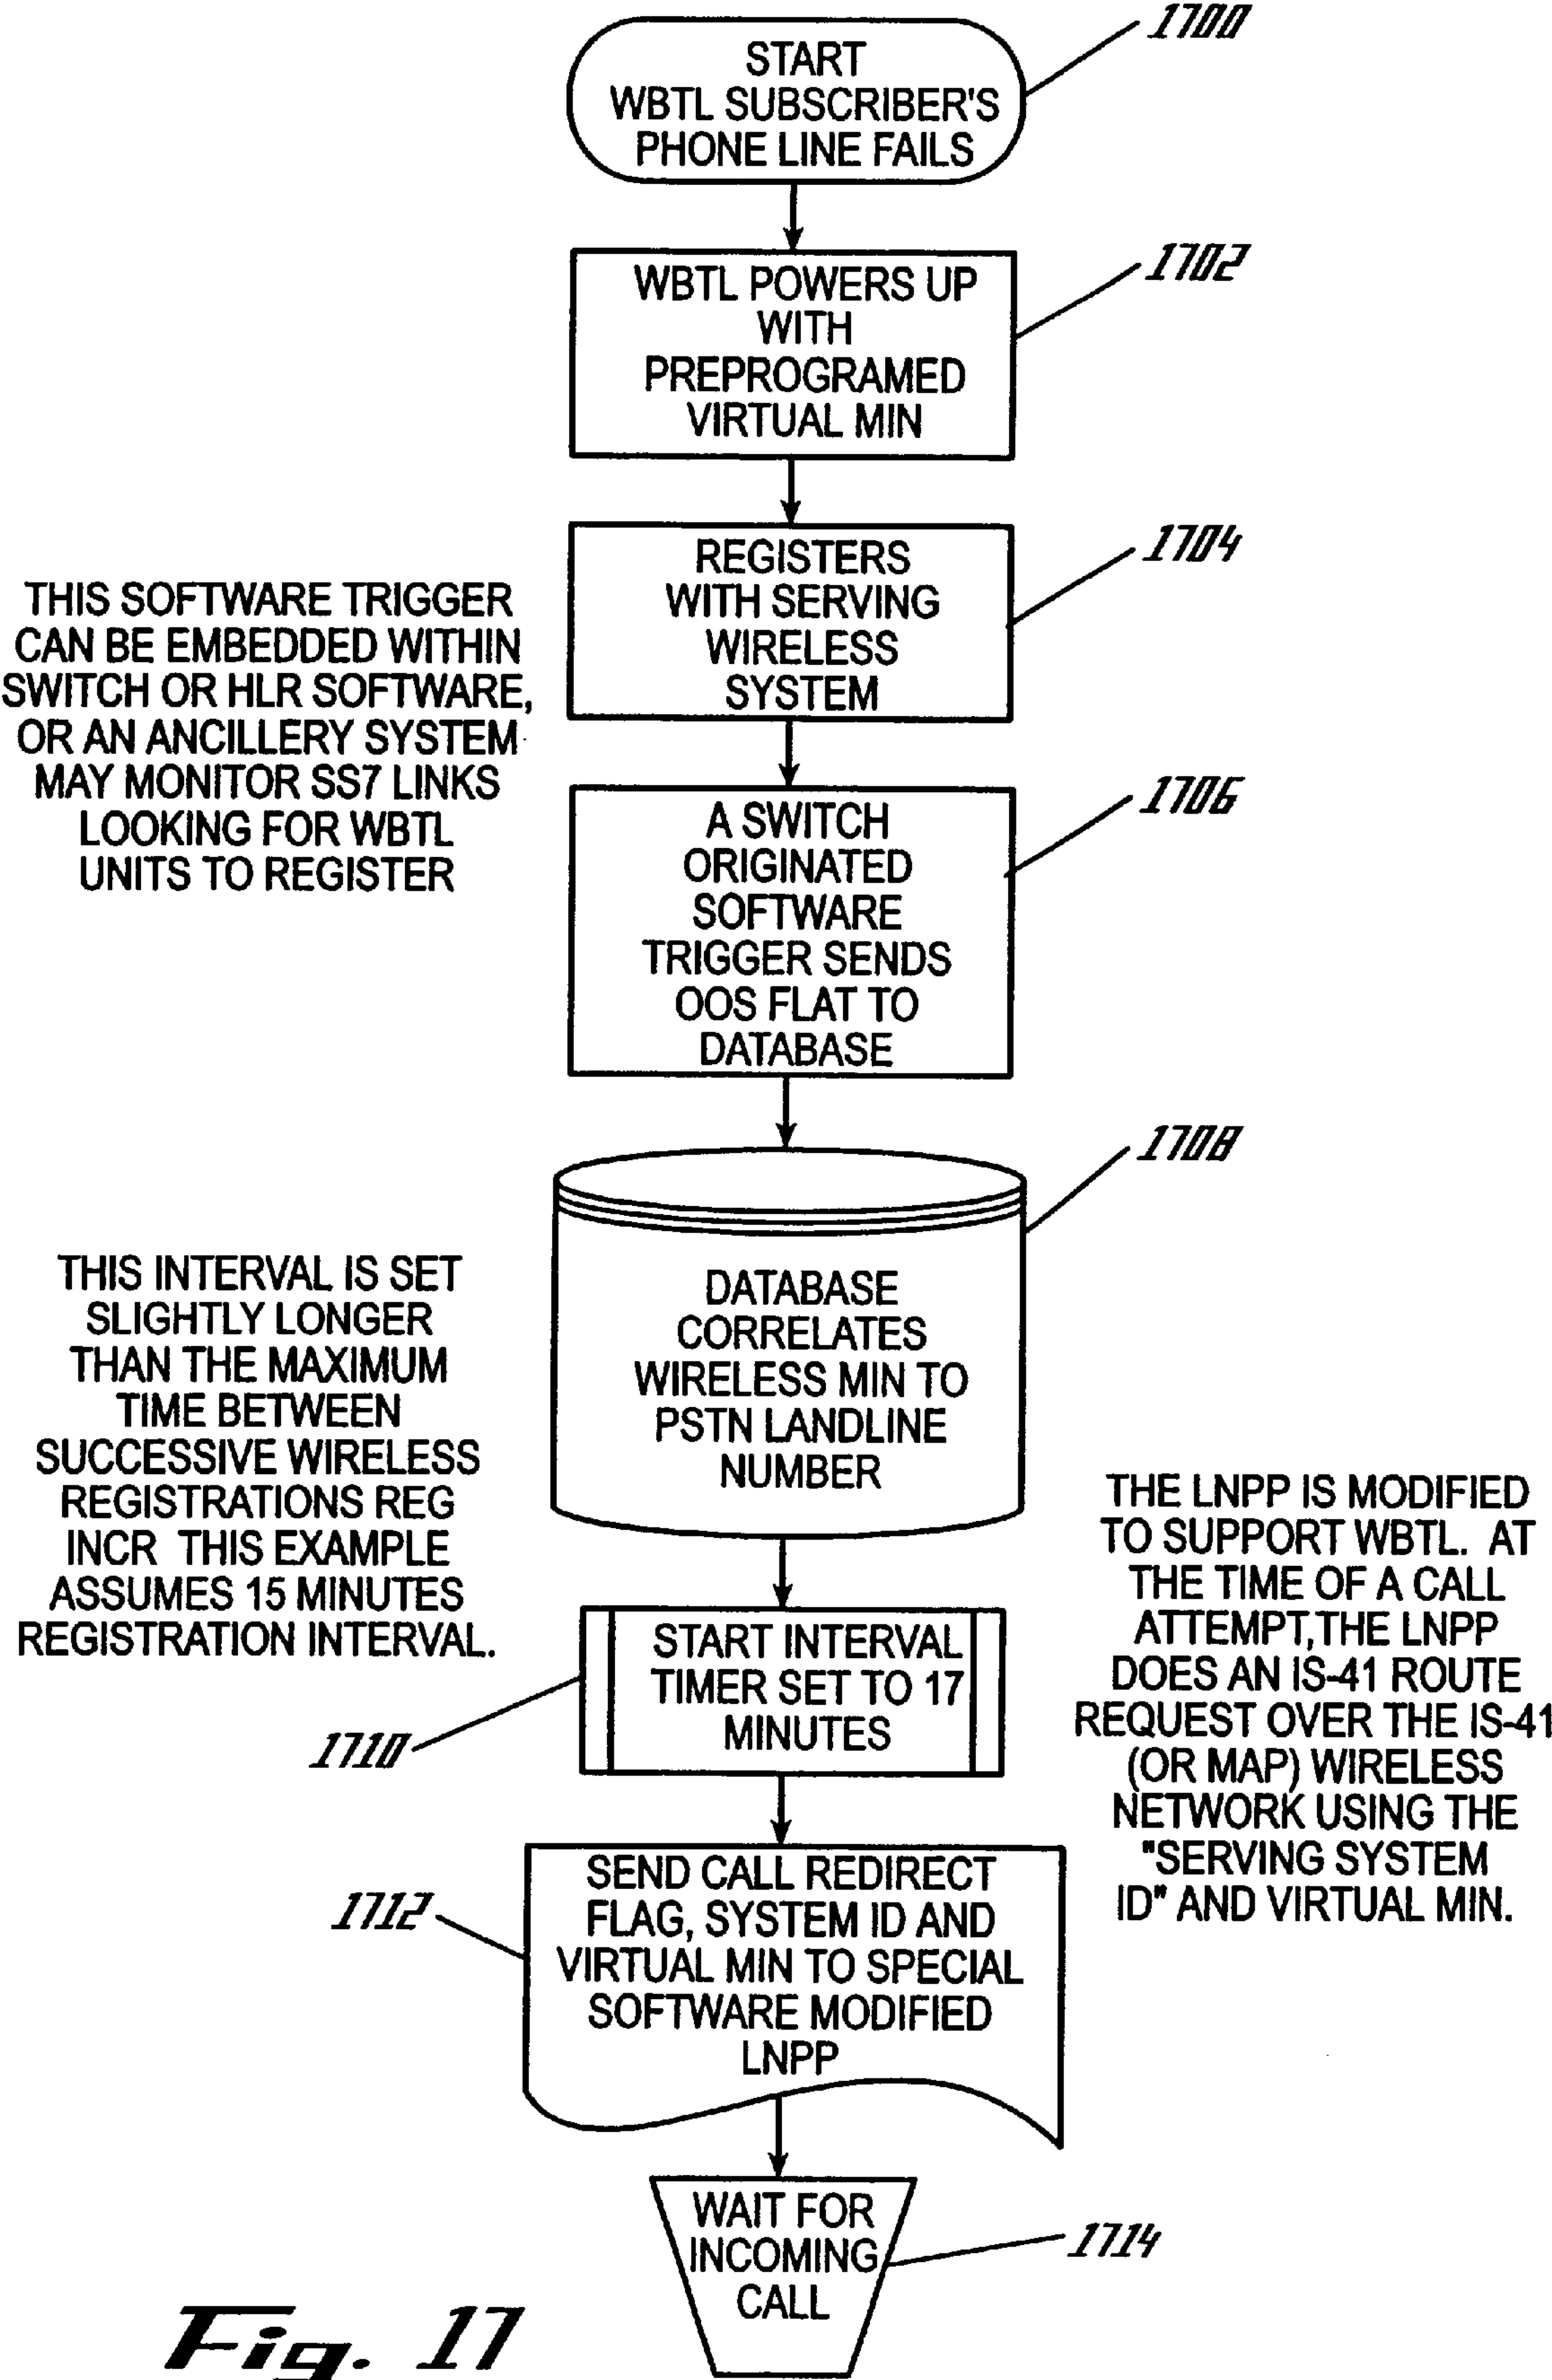 1700
START
WBTL SUBSCRIBER'S
PHONE LINE FAILS
1702
WBTL POWERS UP
WITH
PREPROGRAMED
VIRTUAL MIN
1704
REGISTERS
WITH SERVING
WIRELESS
SYSTEM
THIS SOFTWARE TRIGGER
CAN BE EMBEDDED WITHIN
SWITCH OR HLR SOFTWARE,
OR AN ANCILLERY SYSTEM
MAY MONITOR SS7 LINKS
LOOKING FOR WBTL
UNITS TO REGISTER
1706
A SWITCH
ORIGINATED
SOFTWARE
TRIGGER SENDS
OOS FLAT TO
DATABASE
1708
DATABASE
CORRELATES
WIRELESS MIN TO
PSTN LANDLINE
NUMBER
THIS INTERVAL IS SET
SLIGHTLY LONGER
THAN THE MAXIMUM
TIME BETWEEN
SUCCESSIVE WIRELESS
REGISTRATIONS REG
INCR THIS EXAMPLE
ASSUMES 15 MINUTES
REGISTRATION INTERVAL.
START INTERVAL
TIMER SET TO 17
MINUTES
1710
THE LNPP IS MODIFIED
TO SUPPORT WBTL. AT
THE TIME OF A CALL
ATTEMPT,THE LNPP
DOES AN IS-41 ROUTE
REQUEST OVER THE IS-41
(OR MAP) WIRELESS
NETWORK USING THE
"SERVING SYSTEM
ID" AND VIRTUAL MIN.
1712
SEND CALL REDIRECT
FLAG, SYSTEM ID AND
VIRTUAL MIN TO SPECIAL
SOFTWARE MODIFIED
LNPP
WAIT FOR
INCOMING
CALL
1714
Fig. 17